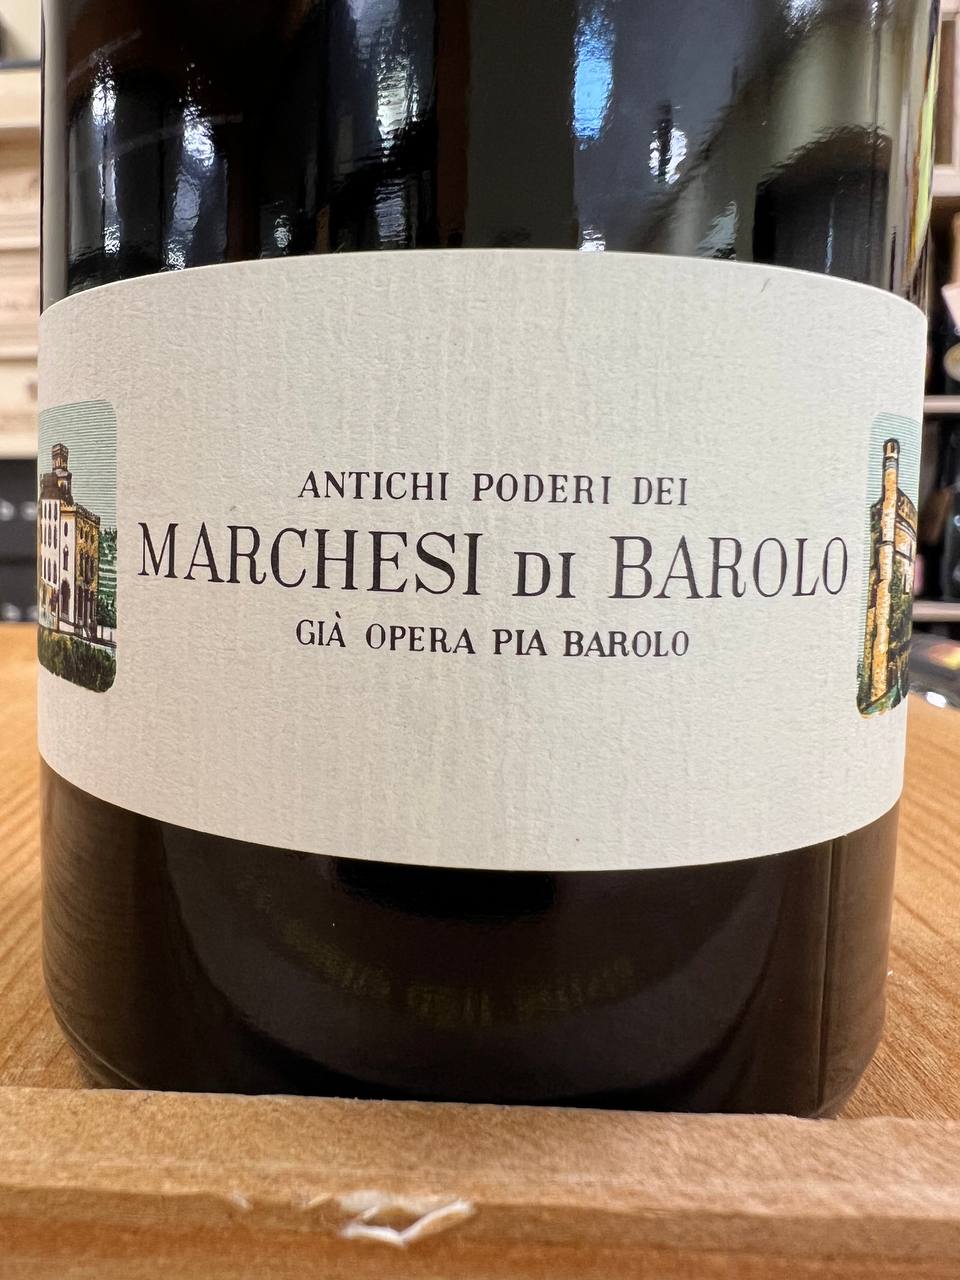 ANTICHI PODERI DEI
MARCHESI DI BAROLO
GIÀ OPERA PIA BAROLO